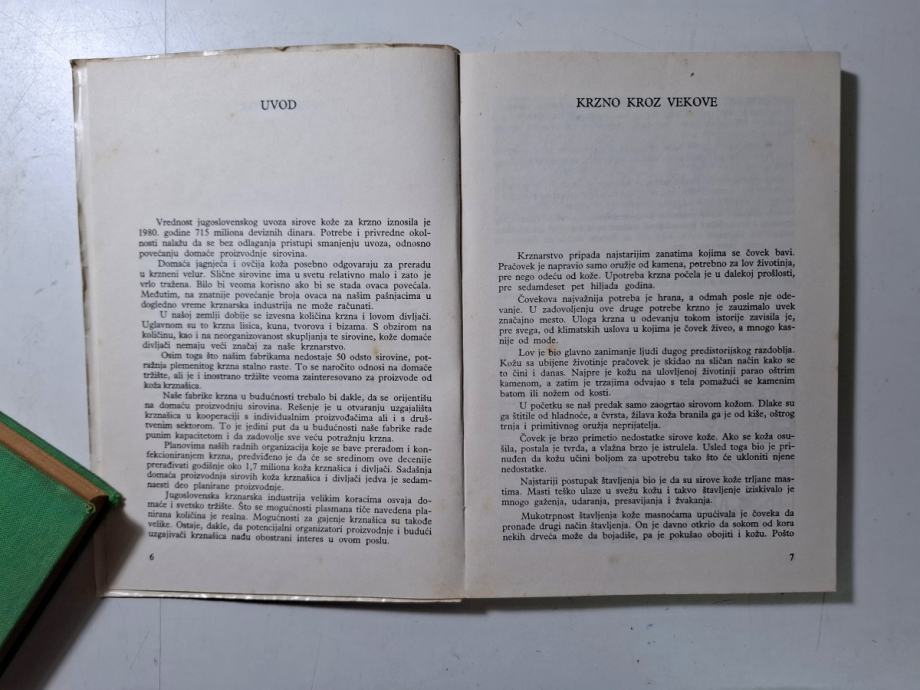 UVOD
Vrednost jugoslovenskog uvoza sirove kože za krzno iznosila je
1980. godine 715 miliona deviznih dinara. Potrebe i privredne okol-
nosti nalažu da se bez odlaganja pristupi smanjenju uvoza, odnosno
povećanju domaće proizvodnje sirovina.
Domaća jagnjeća i ovčija koža posebno odgovaraju za preradu
u krzneni velur. Slične sirovine ima u svetu relativno malo i zato je
vrlo tražena. Bilo bi veoma korisno ako bi se stada ovaca povećala.
Međutim, na znatnije povećanje broja ovaca na našim pašnjacima u
dogledno vreme krznarska industrija ne može računati.
U našoj zemlji dobije se izvesna količina krzna i lovom divljači.
Uglavnom su to krzna lisica, kuna, tvorova i bizama. S obzirom na
količinu, kao i na neorganizovanost skupljanja te sirovine, kože domaće
divljači nemaju veći značaj za naše krznarstvo.
Osim toga što našim fabrikama nedostaje 50 odsto sirovine, pot-
ražnja plemenitog krzna stalno raste. To se naročito odnosi na domaće
tržište, ali je i inostrano tržište veoma zainteresovano za proizvode od
koža krznašica.
Naše fabrike krzna u budućnosti trebalo bi dakle, da se orijentišu
na domaću proizvodnju sirovina. Rešenje je u otvaranju uzgajališta
krznašica u kooperaciji s individualnim proizvođačima ali i s druš-
tvenim sektorom. To je jedini put da u budućnosti naše fabrike rade
punim kapacitetom i da zadovolje sve veću potražnju krzna.
Planovima naših radnih organizacija koje se bave preradom i kon-
fekcioniranjem krzna, predviđeno je da će se sredinom ove decenije
prerađivati godišnje oko 1,7 miliona koža krznašica i divljači. Sadašnja
domaća proizvodnja sirovih koža krznašica i divljači jedva je sedam-
naesti deo planirane proizvodnje.
Jugoslovenska krznarska industrija velikim koracima osvaja do-
maće i svetsko tržište. Što se mogućnosti plasmana tiče navedena pla-
nirana količina je realna. Mogućnosti za gajenje krznašica su takođe
velike. Ostaje, dakle, da potencijalni organizatori proizvodnje i budući
uzgajivači krznašica nađu obostrani interes u ovom poslu.
6
KRZNO KROZ VEKOVE
Krznarstvo pripada najstarijim zanatima kojima se čovek bavi.
Pračovek je napravio samo oružje od kamena, potrebno za lov životinja,
pre nego odeću od kože. Upotreba krzna počela je u dalekoj prošlosti,
pre sedamdeset pet hiljada godina.
Čovekova najvažnija potreba je hrana, a odmah posle nje ode-
vanje. U zadovoljenju ove druge potrebe krzno je zauzimalo uvek
značajno mesto. Uloga krzna u odevanju tokom istorije zavisila je,
pre svega, od klimatskih uslova u kojima je čovek živeo, a mnogo kas-
nije od mode.
Lov je bio glavno zanimanje ljudi dugog predistorijskog razdoblja.
Kožu sa ubijene životinje pračovek je skidao na sličan način kako se
to čini i danas. Najpre je kožu na ulovljenoj životinji parao oštrim
kamenom, a zatim je trzajima odvajao s tela pomažući se kamenim
batom ili nožem od kosti.
U početku se naš predak samo zaogrtao sirovom kožom. Dlake su
ga štitile od hladnoće, a čvrsta, žilava koža branila ga je od kiše, oštrog
trnja i primitivnog oružja neprijatelja.
Čovek je brzo primetio nedostatke sirove kože. Ako se koža osu-
šila, postala je tvrda, a vlažna brzo je istrulela. Usled toga bio je pri-
nuđen da kožu učini boljom za upotrebu tako što će ukloniti njene
nedostatke.
Najstariji postupak štavljenja bio je da su sirove kože trljane mas-
tima. Masti teško ulaze u svežu kožu i takvo štavljenje iziskivalo je
mnogo gaženja, udaranja, presavijanja i žvakanja.
Mukotrpnost štavljenja kože masnoćama upućivala je čoveka da
pronađe drugi način štavljenja. On je davno otkrio da sokom od kora
nekih drveća može da bojadiše, pa je pokušao obojiti i kožu. Pošto
7